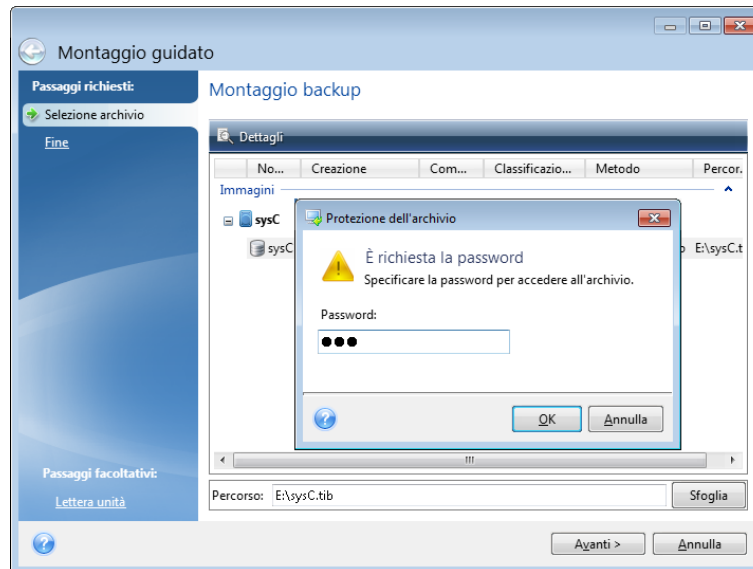 Montaggio guidato
Passaggi richiesti:
Selezione archivio
Fine
Montaggio backup
Dettagli
No... Creazione Com... Classificazio... Metodo Percor.
Immagini
sysC
sysC E:\sysC.t
Protezione dell'archivio
È richiesta la password
Specificare la password per accedere all'archivio.
Password:
●●●
OK Annulla
Passaggi facoltativi:
Lettera unità
Percorso: E:\sysC.tib Sfoglia
Avanti > Annulla